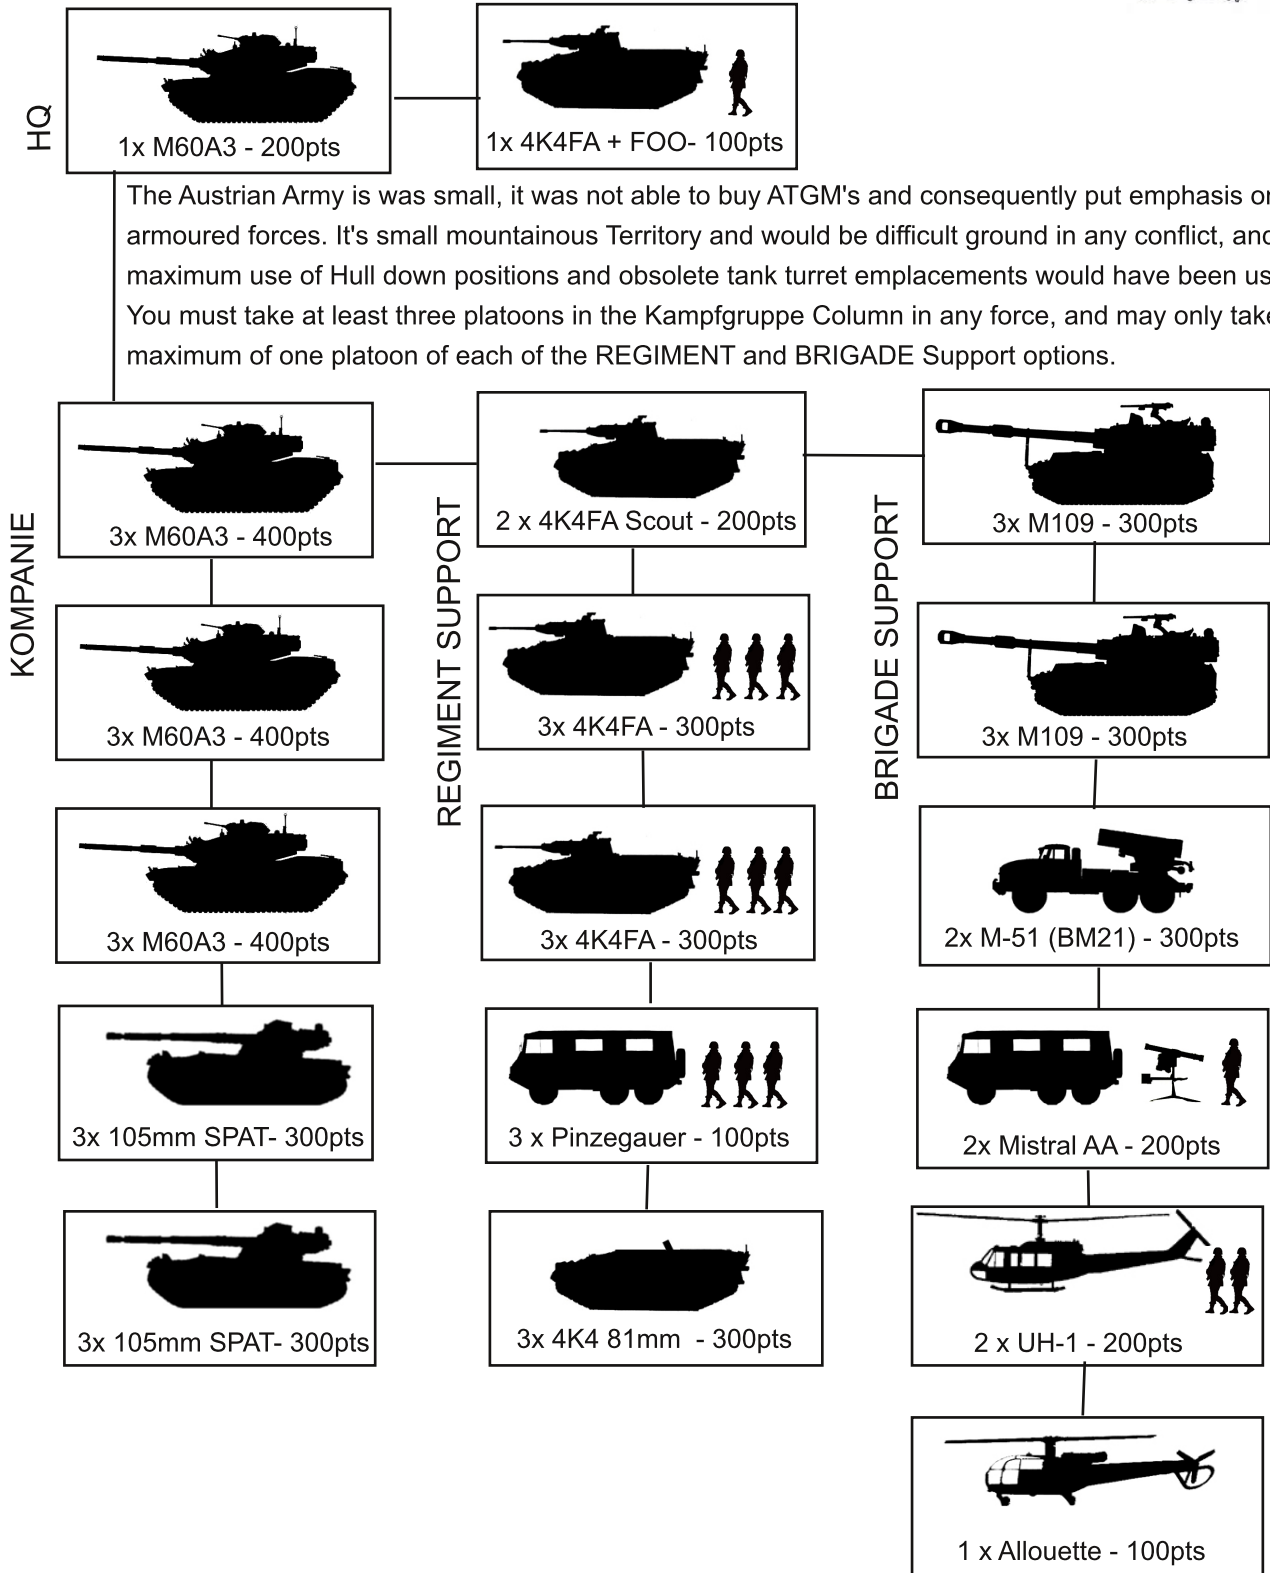 HQ
1x M60A3 - 200pts
1x 4K4FA + FOO- 100pts
The Austrian Army is was small, it was not able to buy ATGM's and consequently put emphasis
armoured forces. It's small mountainous Territory and would be difficult ground in any conflict,
maximum use of Hull down positions and obsolete tank turret emplacements would have been
You must take at least three platoons in the Kampfgruppe Column in any force, and may only take
maximum of one platoon of each of the REGIMENT and BRIGADE Support options.
KOMPANIE
3x M60A3 - 400pts
3x M60A3 - 400pts
3x M60A3 - 400pts
3x 105mm SPAT- 300pts
3x 105mm SPAT- 300pts
REGIMENT SUPPORT
2 x 4K4FA Scout - 200pts
3x 4K4FA - 300pts
3x 4K4FA - 300pts
3 x Pinzegauer - 100pts
3x 4K4 81mm - 300pts
BRIGADE SUPPORT
3x M109 - 300pts
3x M109 - 300pts
2x M-51 (BM21) - 300pts
2x Mistral AA - 200pts
2 x UH-1 - 200pts
1 x Allouette - 100pts